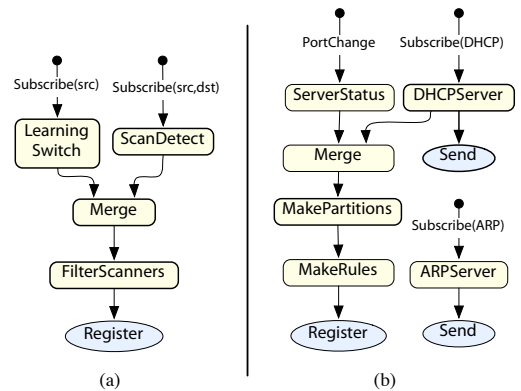 Subscribe(src)
Subscribe(src,dst)
Learning
Switch
ScanDetect
Merge
FilterScanners
Register
(a)
PortChange
Subscribe(DHCP)
ServerStatus
DHCPServer
Merge
Send
MakePartitions
Subscribe(ARP)
MakeRules
ARPServer
Register
Send
(b)